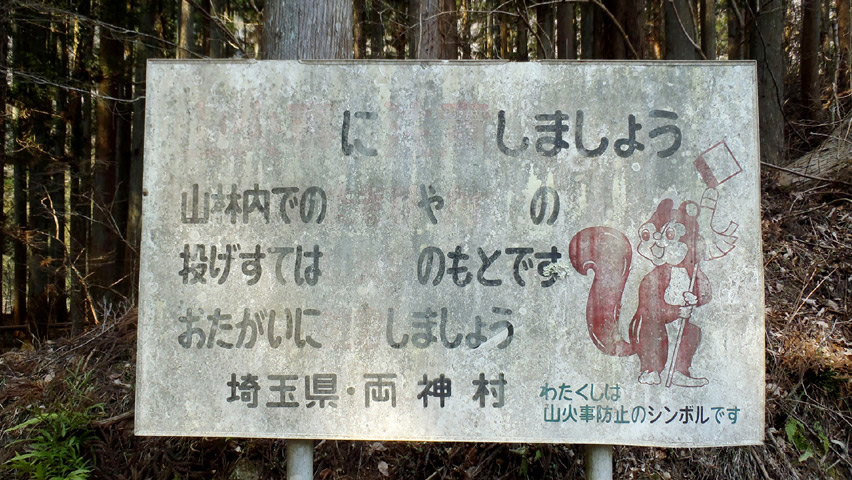 に しましょう
山林内での や の
投げすては のもとです
おたがいに しましょう
埼玉県・両神村
わたくしは
山火事防止のシンボルです